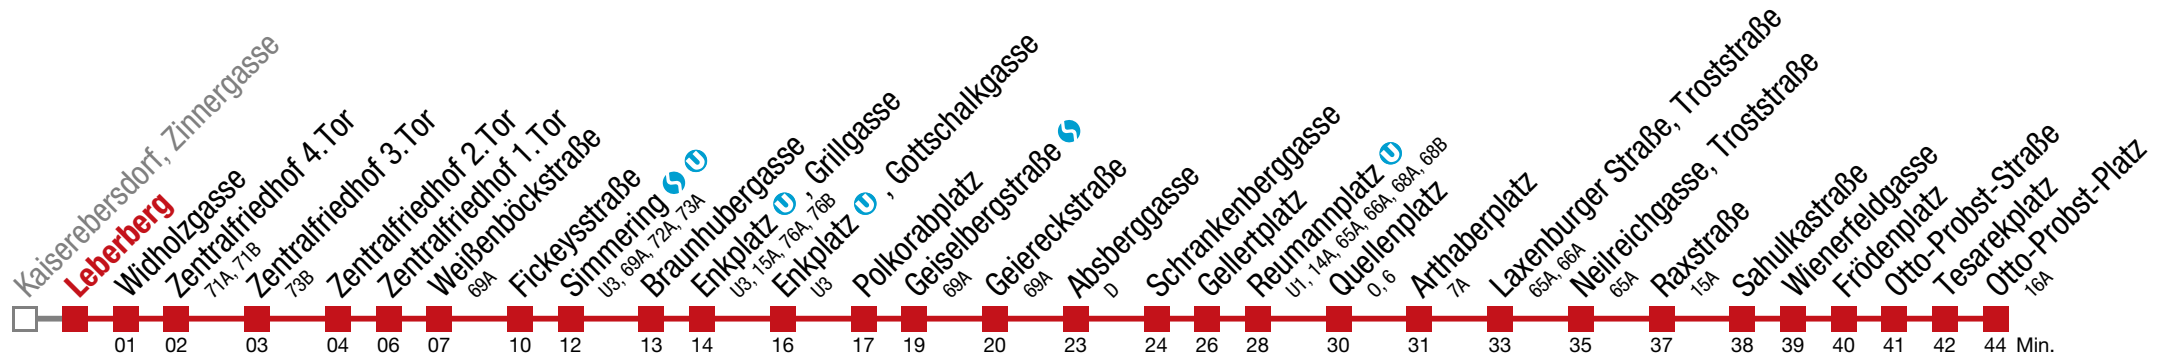 Kaiserebersdorf, Zinnergasse
Leberberg
Widholzgasse
Zentralfriedhof 4.Tor
71A, 71B
Zentralfriedhof 3.Tor
73B
Zentralfriedhof 2.Tor
Zentralfriedhof 1.Tor
Weißenböckstraße
69A
Fickeysstraße
Simmering S U
U3, 69A, 72A, 73A
Braunhubergasse
Enkplatz U , Grillgasse
U3, 15A, 76A, 76B
Enkplatz U , Gottschalkgasse
U3
Polkorabplatz
Geiselbergstraße S
69A
Geiereckstraße
69A
Absberggasse
D
Schrankenberggasse
Gellertplatz
Reumannplatz U
U1, 14A, 65A, 66A, 68A, 68B
Quellenplatz
O, 6
Arthaberplatz
7A
Laxenburger Straße, Troststraße
65A, 66A
Neilreichgasse, Troststraße
65A
Raxstraße
15A
Sahulkastraße
Wienerfeldgasse
Frödenplatz
Otto-Probst-Straße
Tesarekplatz
Otto-Probst-Platz
16A
01 02 03 04 06 07 10 12 13 14 16 17 19 20 23 24 26 28 30 31 33 35 37 38 39 40 41 42 44 Min.